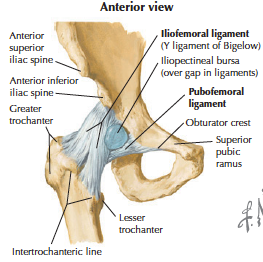 Anterior view
Anterior
superior
iliac spine
Anterior inferior
iliac spine
Greater
trochanter
Iliofemoral ligament
(Y ligament of Bigelow)
Iliopectineal bursa
(over gap in ligaments)
Pubofemoral
ligament
Obturator crest
Superior
pubic
ramus
Lesser
trochanter
Intertrochanteric line